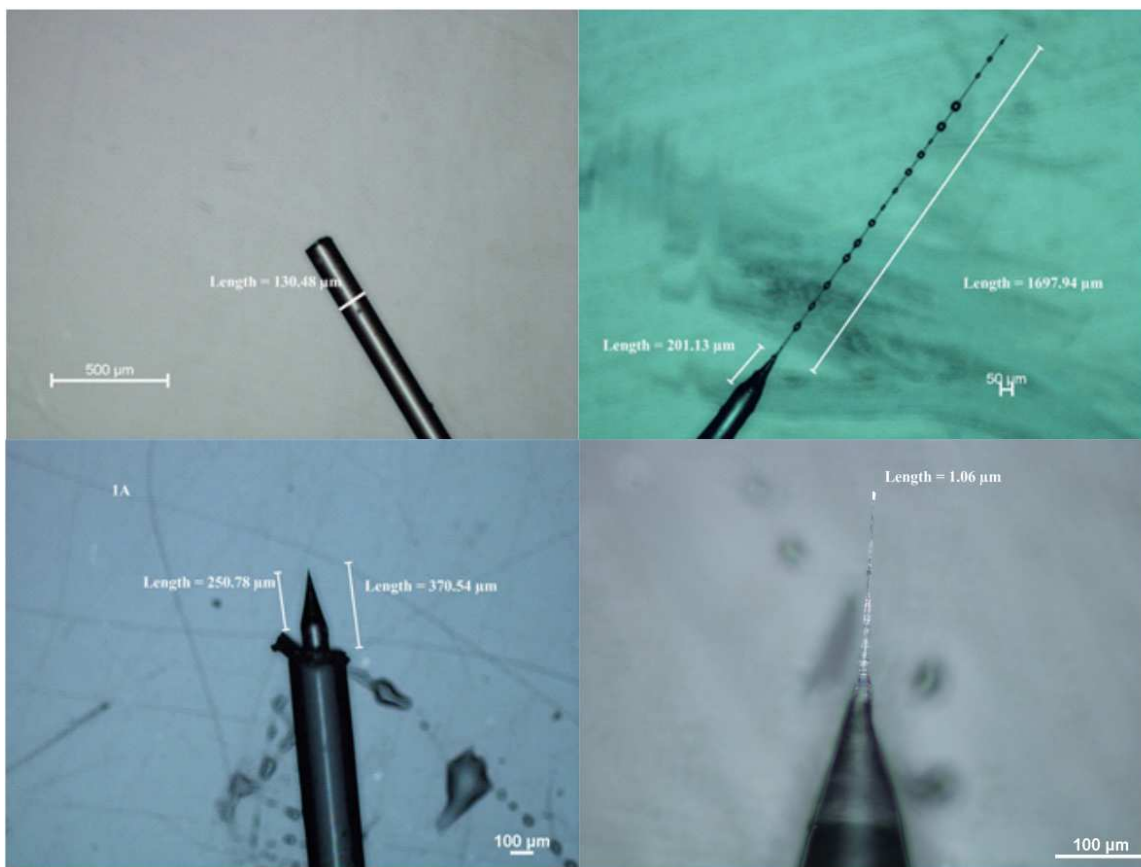 Length = 130.48 µm
500 µm
Length = 1697.94 µm
Length = 201.13 µm
50 µm
1A
Length = 250.78 µm
Length = 370.54 µm
100 µm
Length = 1.06 µm
100 µm